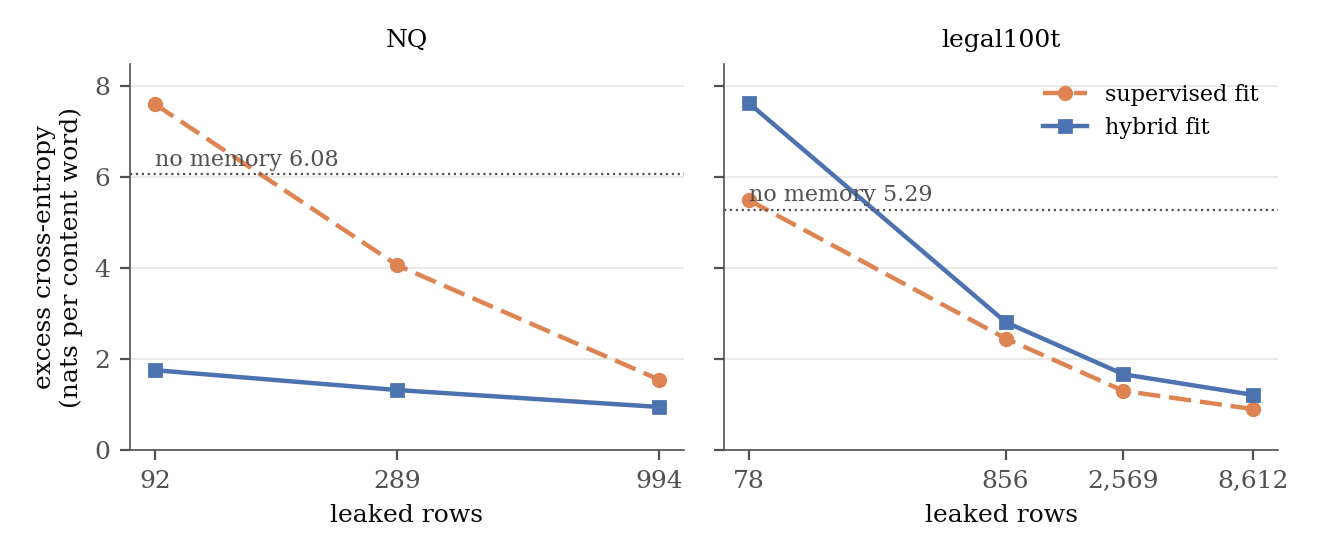 NQ
excess cross-entropy
(nats per content word)
8
6
4
2
0
no memory 6.08
92
289
994
leaked rows
legal100t
supervised fit
hybrid fit
no memory 5.29
78
856
2,569
8,612
leaked rows